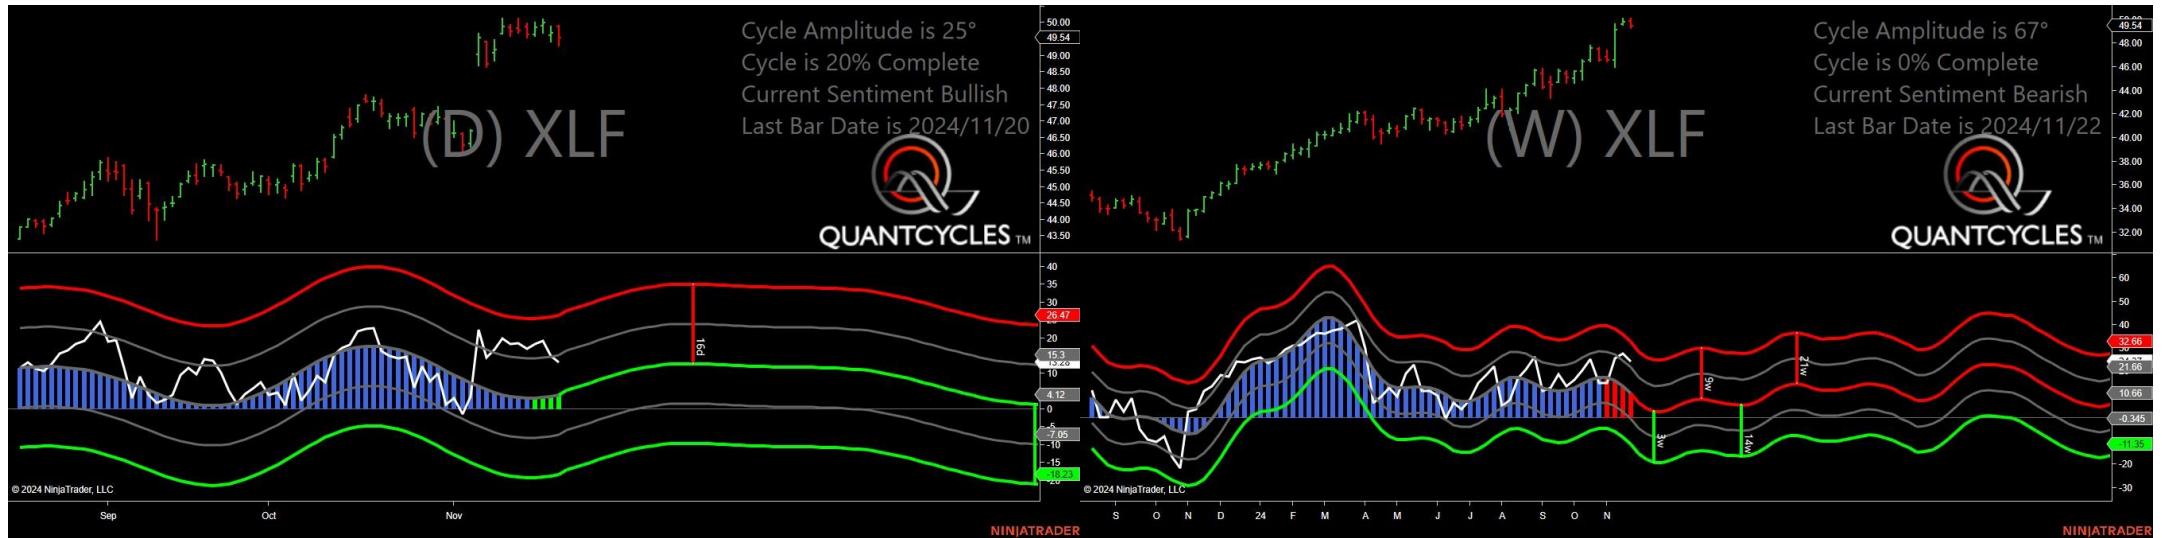 Cycle Amplitude is 25°
Cycle is 20% Complete
Current Sentiment Bullish
Last Bar Date is 2024/11/20
(D) XLF
QUANTCYCLES TM
50.00
49.54
49.00
48.50
48.00
47.50
47.00
46.50
46.00
45.50
45.00
44.50
44.00
43.50
40
35
30
26.47
20
15.3
10
4.12
0
-7.05
-10
-15
-18.23
16d
© 2024 NinjaTrader, LLC
Sep
Oct
Nov
NINJATRADER
Cycle Amplitude is 67°
Cycle is 0% Complete
Current Sentiment Bearish
Last Bar Date is 2024/11/22
(W) XLF
QUANTCYCLES TM
49.54
48.00
46.00
44.00
42.00
40.00
38.00
36.00
34.00
32.00
60
50
40
32.66
21.66
10.66
-0.345
-11.35
-20
-30
3w
9w
14w
21w
© 2024 NinjaTrader, LLC
S O N D 24 F M A M J J A S O N
NINJATRADER